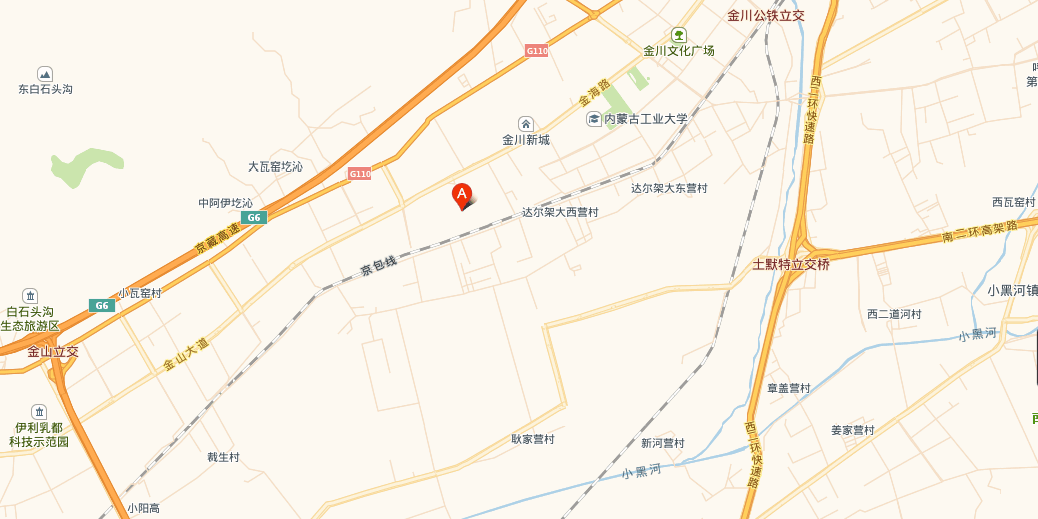 金川公铁立交
金川文化广场
G110
东白石头沟
金海路
西二环快速路
第
内蒙古工业大学
金川新城
大瓦窑圪沁
G110
A
达尔架大东营村
中阿伊圪沁
达尔架大西营村
西瓦窑村
G6
京藏高速
南二环高架路
京包线
土默特立交桥
小瓦窑村
小黑河镇
G6
白石头沟
生态旅游区
西二道河村
小黑河
金山立交
金山大道
章盖营村
伊利乳都
科技示范园
姜家营村
耿家营村
新河营村
西二环快速路
栽生村
小黑河
小阳高